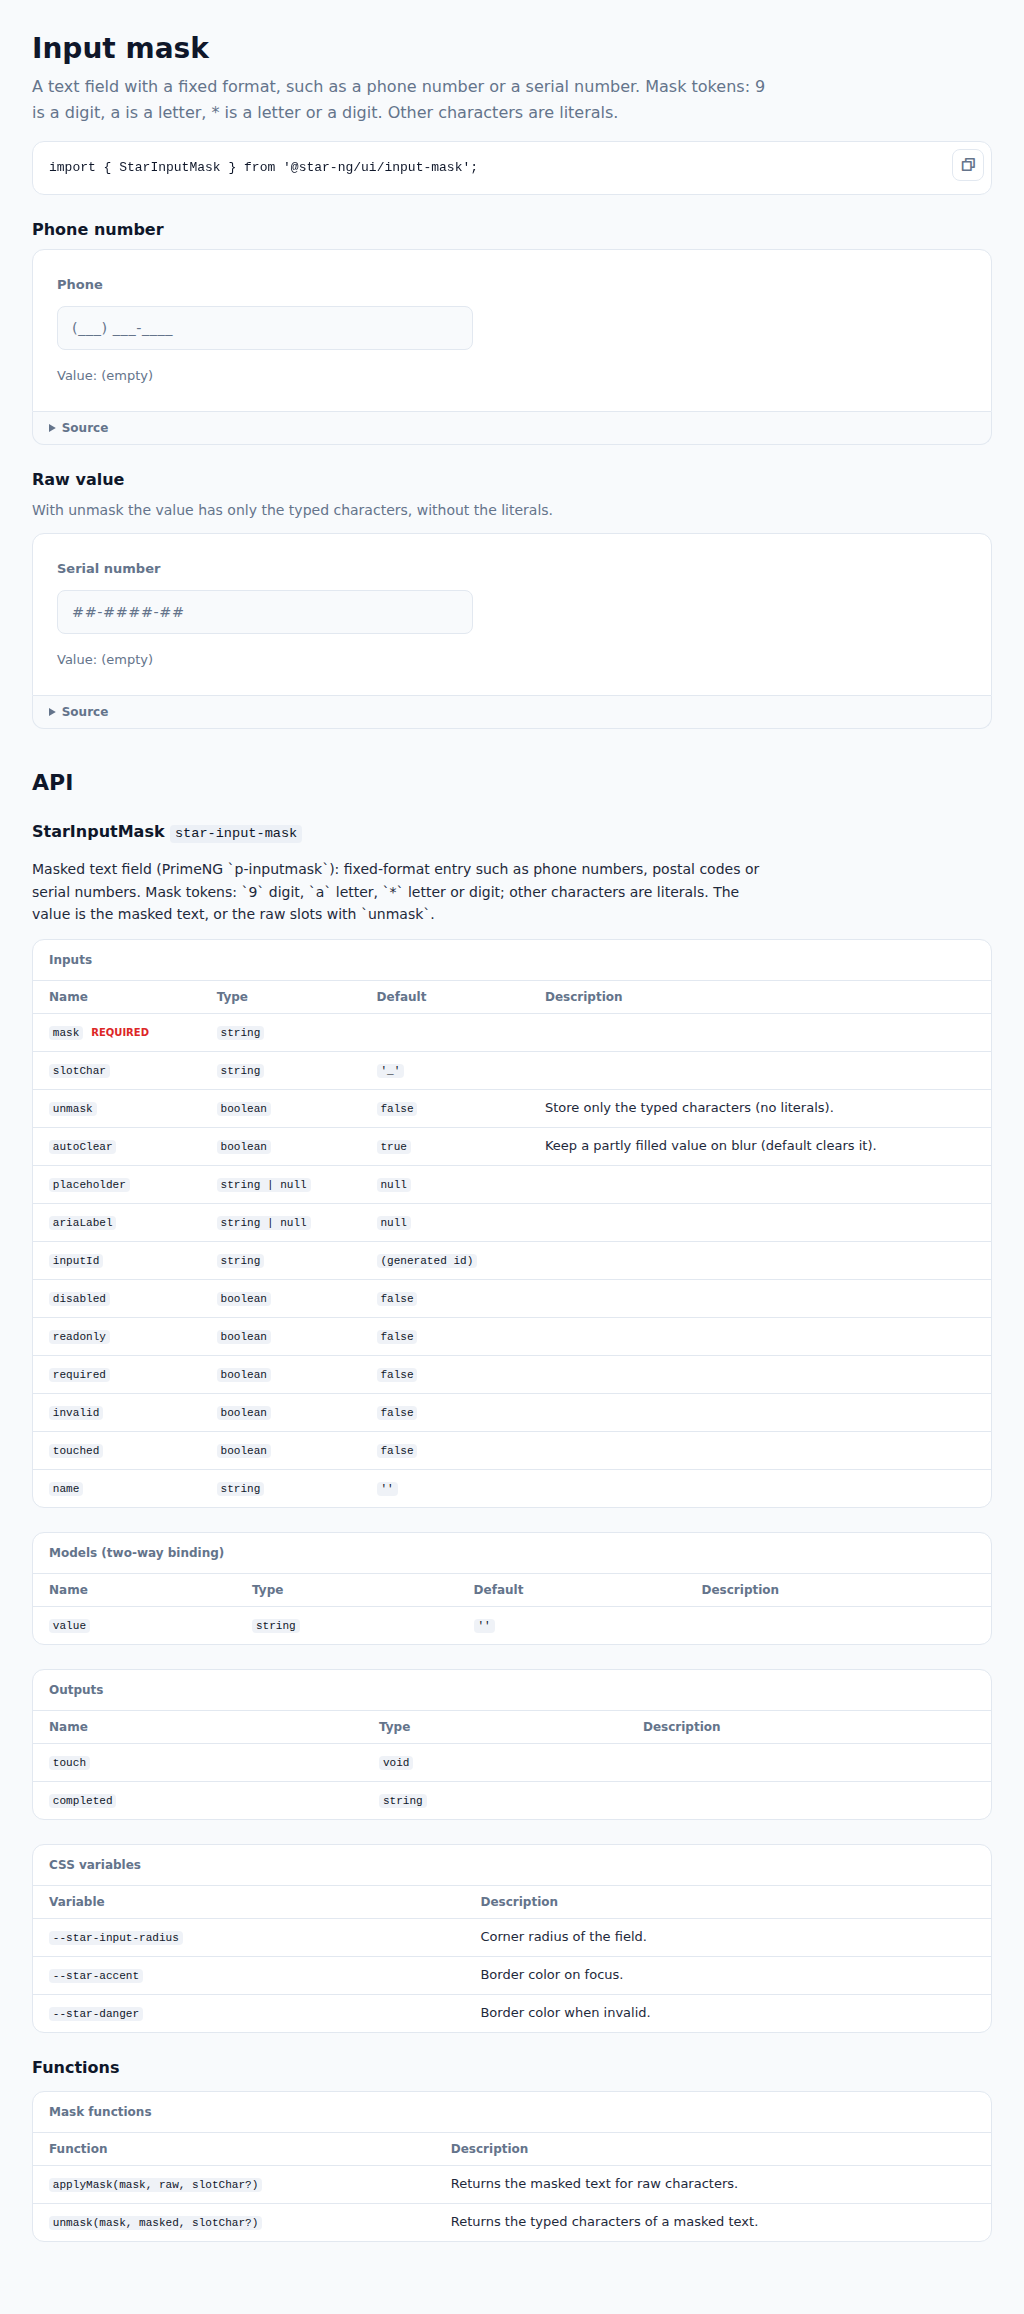 Input mask
A text field with a fixed format, such as a phone number or a serial number. Mask tokens: 9
is a digit, a is a letter, * is a letter or a digit. Other characters are literals.
import { StarInputMask } from '@star-ng/ui/input-mask';
Phone number
Phone
(___) ___-____
Value: (empty)
Source
Raw value
With unmask the value has only the typed characters, without the literals.
Serial number
##-####-##
Value: (empty)
Source
API
StarInputMask star-input-mask
Masked text field (PrimeNG `p-inputmask`): fixed-format entry such as phone numbers, postal codes or
serial numbers. Mask tokens: `9` digit, `a` letter, `*` letter or digit; other characters are literals. The
value is the masked text, or the raw slots with `unmask`.
Inputs
Name Type Default Description
mask REQUIRED string
slotChar string '_'
unmask boolean false Store only the typed characters (no literals).
autoClear boolean true Keep a partly filled value on blur (default clears it).
placeholder string | null null
ariaLabel string | null null
inputId string (generated id)
disabled boolean false
readonly boolean false
required boolean false
invalid boolean false
touched boolean false
name string ''
Models (two-way binding)
Name Type Default Description
value string ''
Outputs
Name Type Description
touch void
completed string
CSS variables
Variable Description
--star-input-radius Corner radius of the field.
--star-accent Border color on focus.
--star-danger Border color when invalid.
Functions
Mask functions
Function Description
applyMask(mask, raw, slotChar?) Returns the masked text for raw characters.
unmask(mask, masked, slotChar?) Returns the typed characters of a masked text.